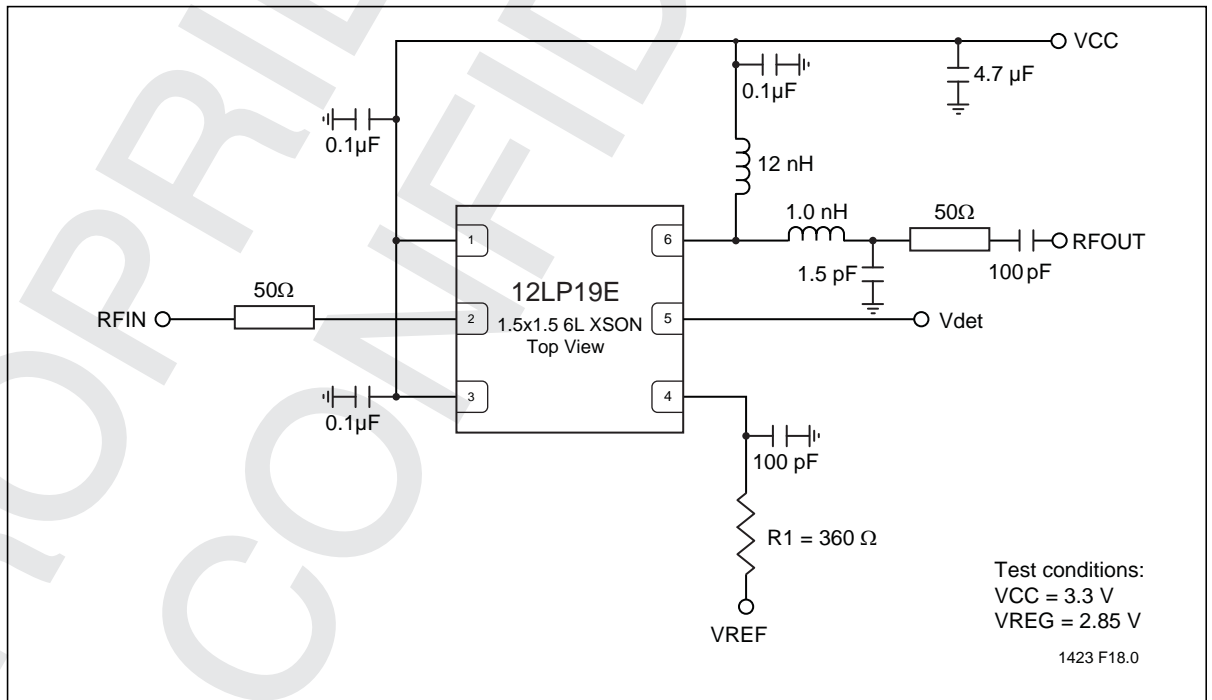 VCC
4.7 µF
0.1µF
0.1µF
12 nH
1.0 nH
50Ω
RFOUT
1.5 pF
100 pF
1
6
50Ω
12LP19E
RFIN
2
1.5x1.5 6L XSON
5
Vdet
Top View
3
4
0.1µF
100 pF
R1 = 360 Ω
VREF
Test conditions:
VCC = 3.3 V
VREG = 2.85 V
1423 F18.0